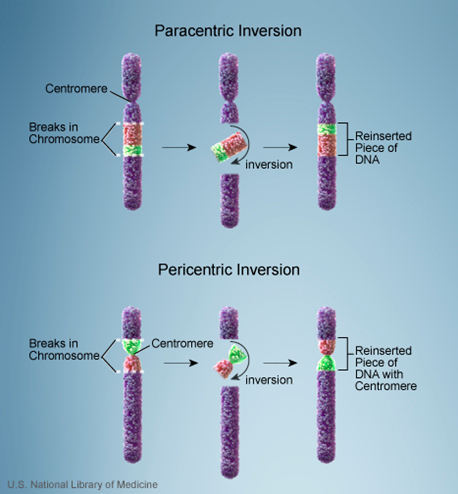 Paracentric Inversion
Centromere
Breaks in
Chromosome
inversion
Reinserted
Piece of
DNA
Pericentric Inversion
Breaks in
Chromosome
Centromere
inversion
Reinserted
Piece of
DNA with
Centromere
U.S. National Library of Medicine